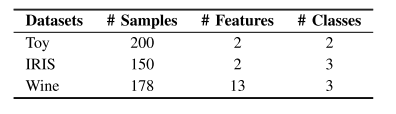 Datasets # Samples # Features # Classes
Toy 200 2 2
IRIS 150 2 3
Wine 178 13 3